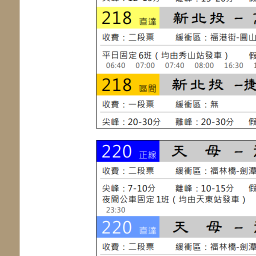 218 直達 新北投 -
收費：二段票 緩衝區：福港街-圓山
平日固定6班（均由秀山站發車）
06:40 07:00 07:40 08:00 16:30
218 區間 新北投 - 捷
收費：一段票 緩衝區：無
尖峰：20-30分 離峰：20-30分
220 正線 天 母 -
收費：二段票 緩衝區：福林橋-劍潭
尖峰：7-10分 離峰：10-15分
夜間公車固定1班（均由天東站發車）
23:30
220 直達 天 母 -
收費：二段票 緩衝區：福林橋-劍潭